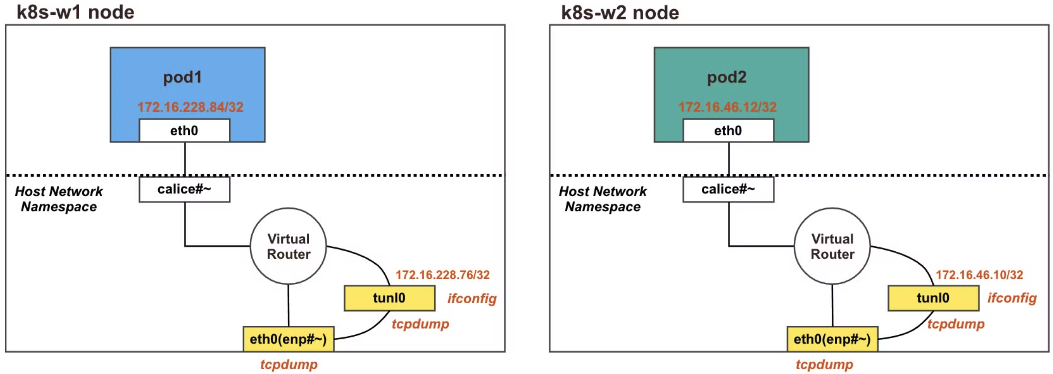 k8s-w1 node
pod1
172.16.228.84/32
eth0
calice#~
Host Network
Namespace
Virtual
Router
172.16.228.76/32
tunl0
ifconfig
tcpdump
eth0(enp#~)
tcpdump
k8s-w2 node
pod2
172.16.46.12/32
eth0
calice#~
Host Network
Namespace
Virtual
Router
172.16.46.10/32
tunl0
ifconfig
tcpdump
eth0(enp#~)
tcpdump